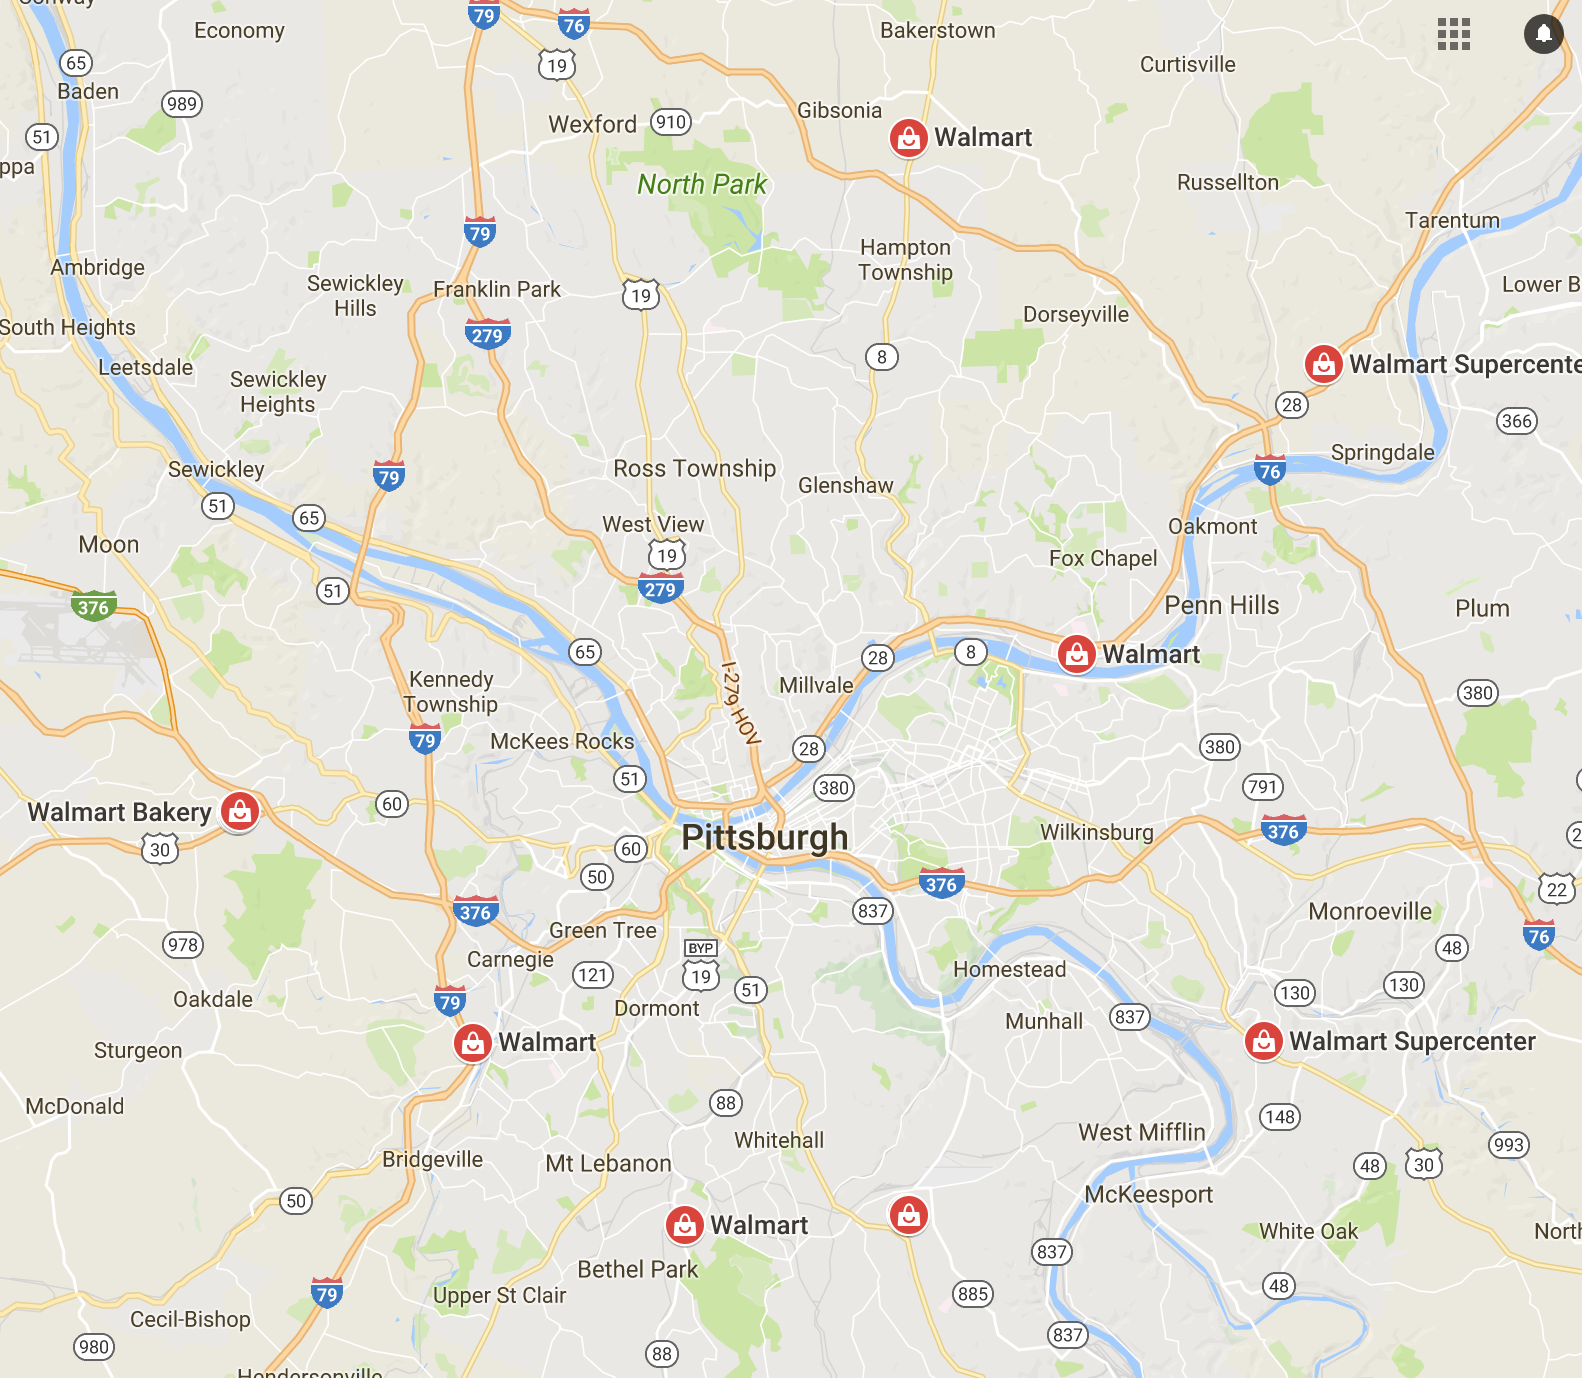 Conway
79
76
Economy
Bakerstown
19
65
Curtisville
Baden
989
Gibsonia
Wexford
910
51
Walmart
ppa
North Park
Russellton
Tarentum
79
Hampton
Township
Ambridge
Sewickley
Hills
Franklin Park
19
Lower B
Dorseyville
South Heights
279
8
Leetsdale
Walmart Supercente
Sewickley
Heights
28
366
Springdale
Sewickley
79
Ross Township
76
Glenshaw
51
65
West View
Oakmont
Moon
19
Fox Chapel
51
279
376
Penn Hills
Plum
65
28
8
Walmart
Kennedy
Township
Millvale
380
I-279 HOV
79
McKees Rocks
28
380
51
380
791
Walmart Bakery
60
Pittsburgh
Wilkinsburg
376
30
60
2
50
376
22
376
837
Monroeville
Green Tree
76
978
BYP
19
48
Carnegie
121
51
Homestead
130
130
Oakdale
79
Dormont
Munhall
837
Walmart
Walmart Supercenter
Sturgeon
McDonald
88
148
Whitehall
West Mifflin
993
Bridgeville
Mt Lebanon
48
30
50
McKeesport
Walmart
White Oak
North
837
Bethel Park
79
Upper St Clair
885
48
Cecil-Bishop
980
88
837
Hendersonville